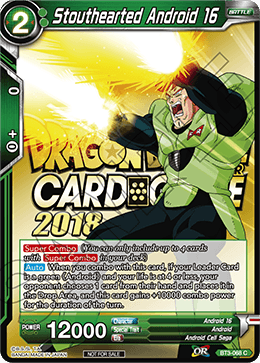 2
Stouthearted Android 16
BATTLE
0 + 0
DRAGON BALL
CARD GAME
2018
Super Combo (You can only include up to 4 cards
with Super Combo in your deck)
Auto When you combo with this card, if your Leader Card
is a green ‹Android› and your life is at 4 or less, your
opponent chooses 1 card from their hand and places it in
the Drop Area, and this card gains +10000 combo power
for the duration of the turn.
POWER
12000
Character
Android 16
Special Trait
Android
Era
Android Cell Saga
NOT FOR SALE
BT3-068 C